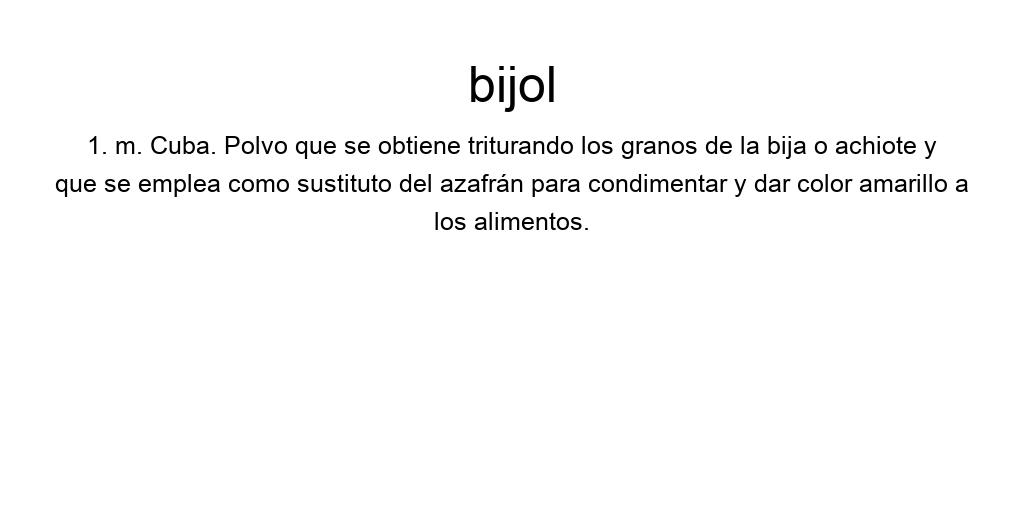 bijol
1. m. Cuba. Polvo que se obtiene triturando los granos de la bija o achiote y
que se emplea como sustituto del azafrán para condimentar y dar color amarillo a
los alimentos.